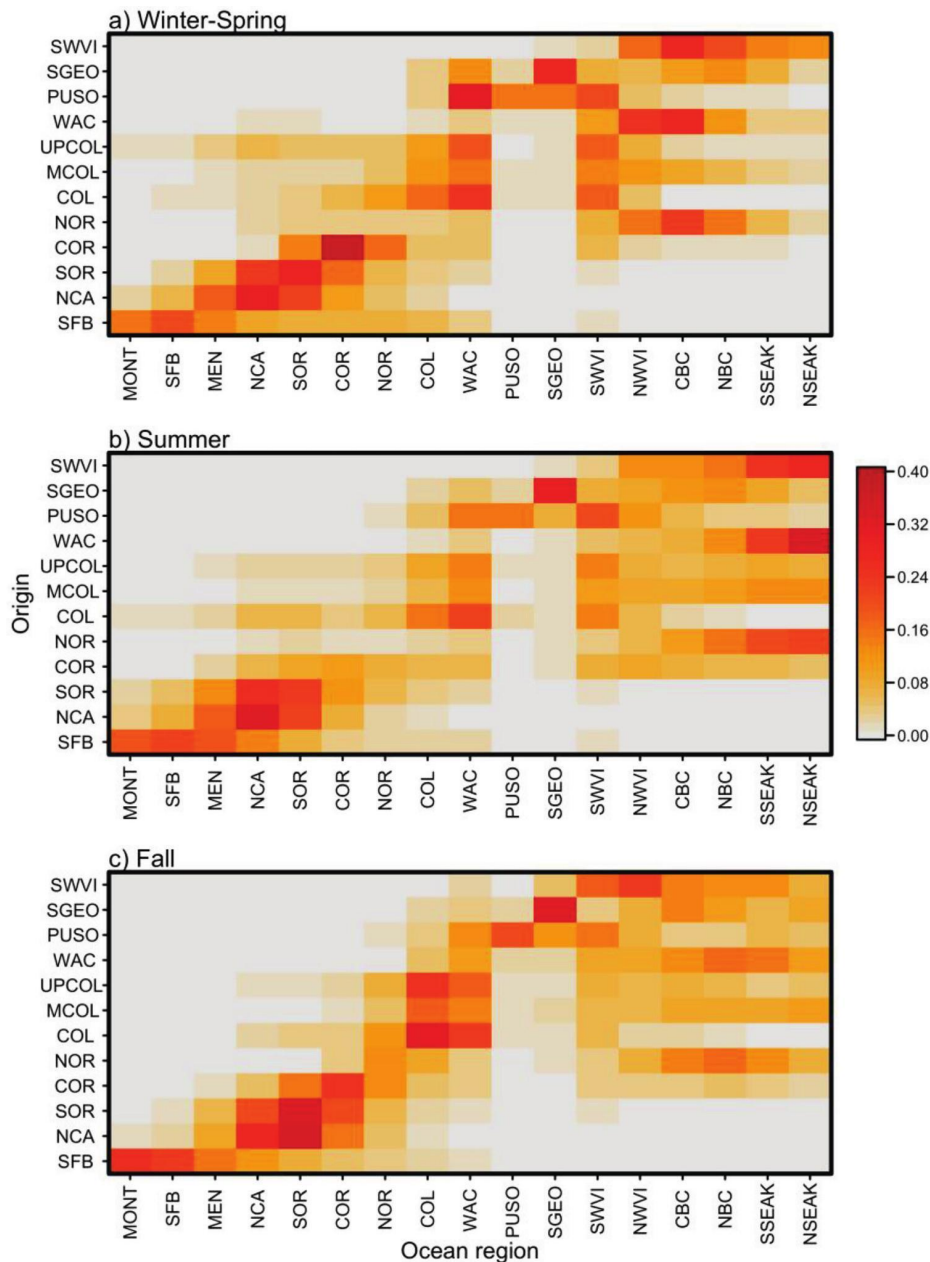 a) Winter-Spring
SWVI
SGEO
PUSO
WAC
UPCOL
MCOL
COL
NOR
COR
SOR
NCA
SFB
MONT SFB MEN NCA SOR COR NOR COL WAC PUSO SGEO SWVI NWVI CBC NBC SSEAK NSEAK
b) Summer
SWVI
SGEO
PUSO
WAC
UPCOL
MCOL
COL
NOR
COR
SOR
NCA
SFB
MONT SFB MEN NCA SOR COR NOR COL WAC PUSO SGEO SWVI NWVI CBC NBC SSEAK NSEAK
0.40
0.32
0.24
0.16
0.08
0.00
Origin
c) Fall
SWVI
SGEO
PUSO
WAC
UPCOL
MCOL
COL
NOR
COR
SOR
NCA
SFB
MONT SFB MEN NCA SOR COR NOR COL WAC PUSO SGEO SWVI NWVI CBC NBC SSEAK NSEAK
Ocean region